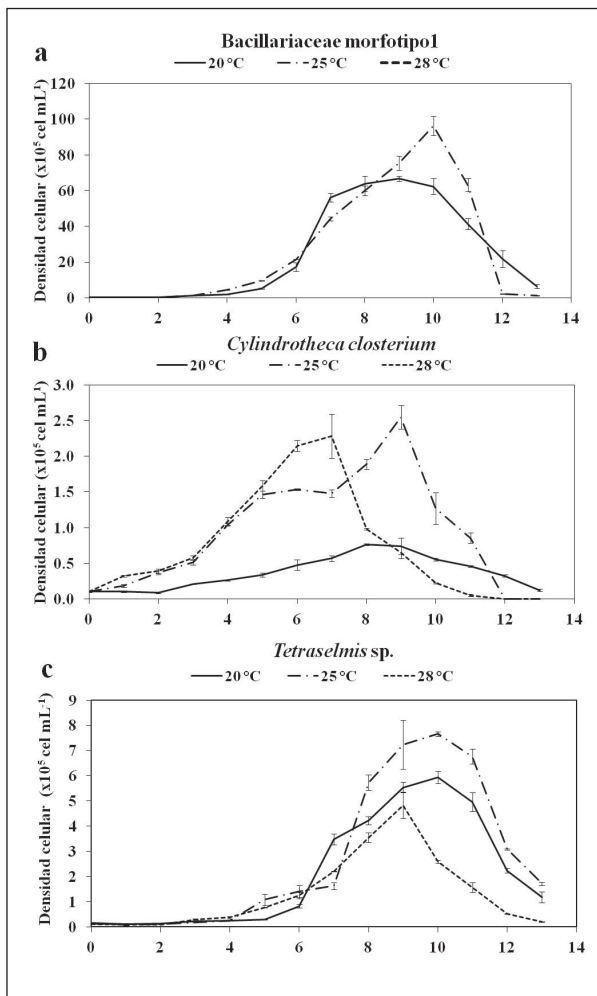 a
Bacillariaceae morfotipo1
20 °C 25 °C 28 °C
Densidad celular (x10⁵ cel mL¹)
120
100
80
60
40
20
0
0 2 4 6 8 10 12 14
b
Cylindrotheca closterium
20 °C 25 °C 28 °C
Densidad celular (x10⁵ cel mL¹)
3.0
2.5
2.0
1.5
1.0
0.5
0.0
0 2 4 6 8 10 12 14
c
Tetraselmis sp.
20 °C 25 °C 28 °C
Densidad celular (x10⁵ cel mL⁻¹)
9
8
7
6
5
4
3
2
1
0
0 2 4 6 8 10 12 14